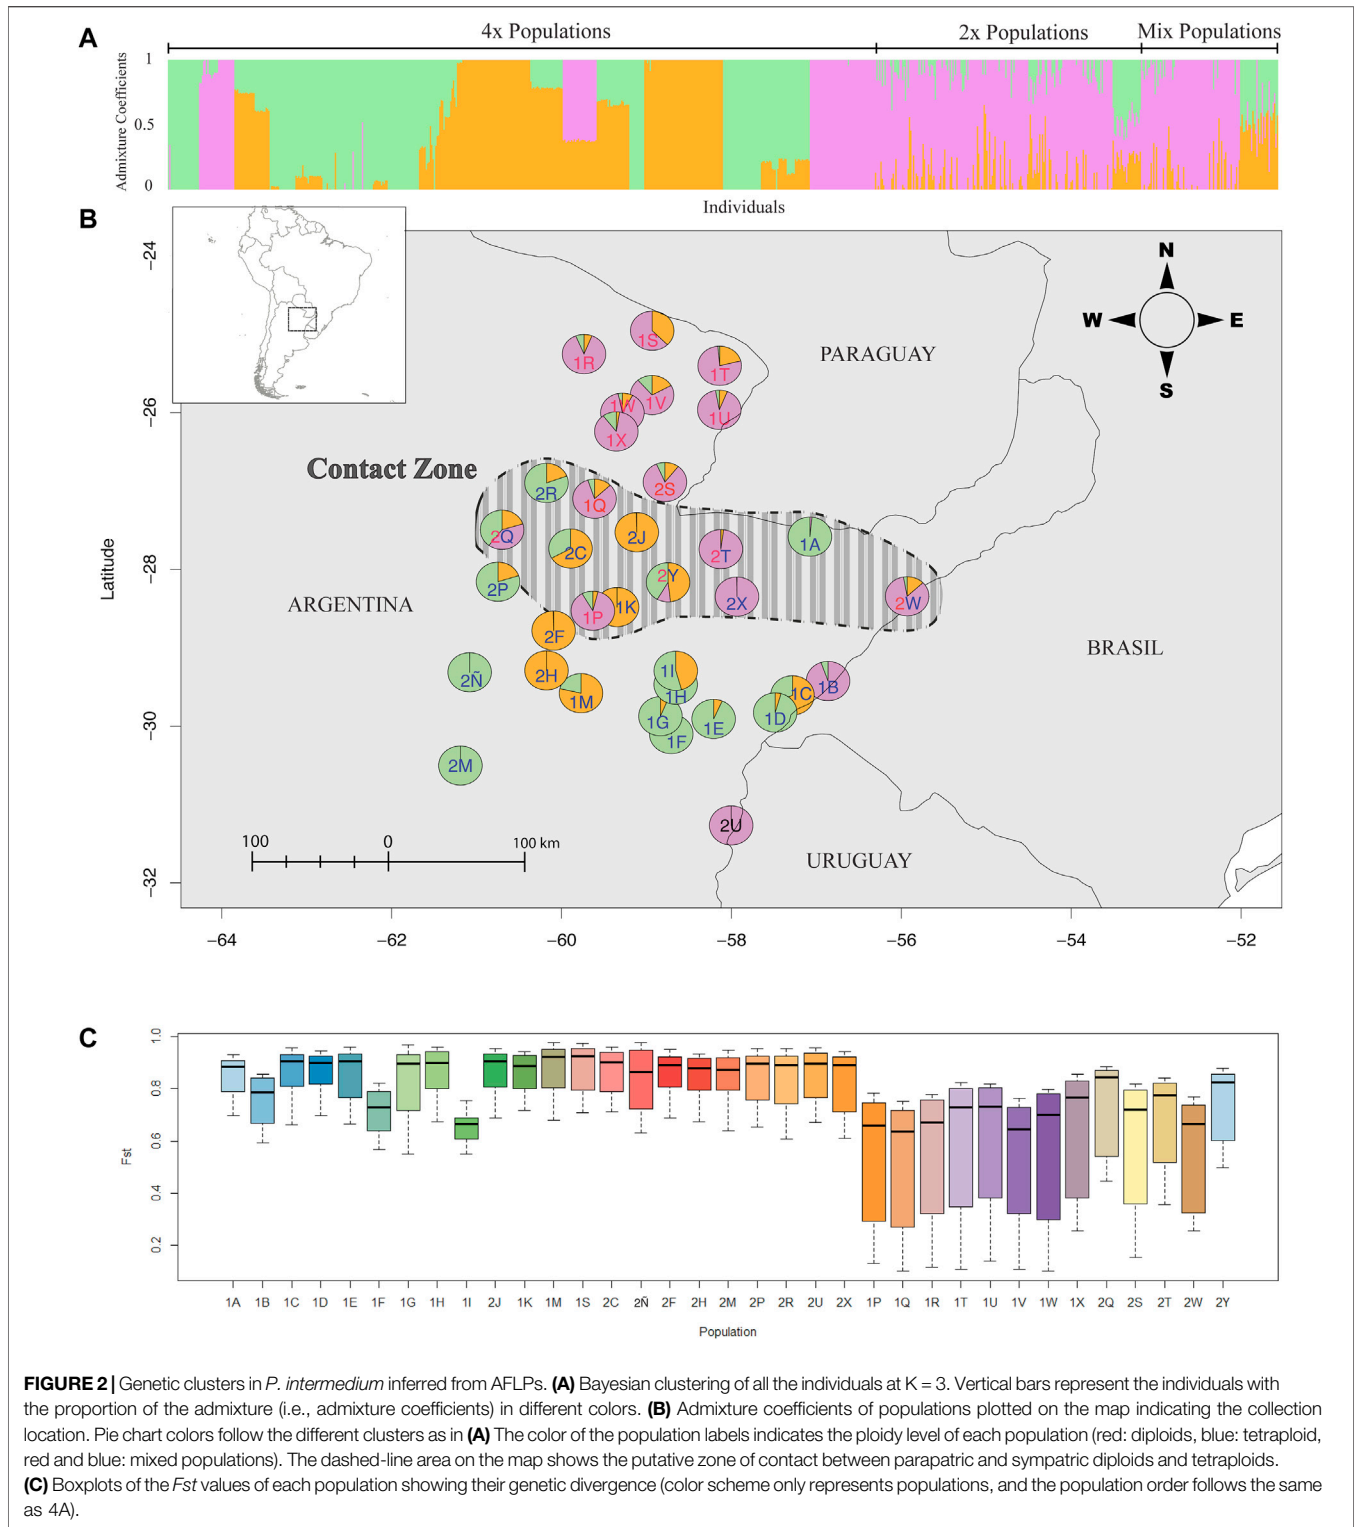 A
4x Populations
2x Populations
Mix Populations
Admixture Coefficients
1
0.5
0
Individuals
B
Latitude
−24
−26
−28
−30
−32
N
W
E
S
PARAGUAY
ARGENTINA
BRASIL
URUGUAY
Contact Zone
1S
1R
1T
1V
1W
1U
1X
2S
2R
1Q
2Q
2J
2C
2T
1A
2P
2Y
2X
2W
1K
1P
2F
2H
2Ñ
1M
1I
1H
1B
1C
1G
1D
1E
1F
2M
2U
100
0
100 km
−64
−62
−60
−58
−56
−54
−52
C
Fst
1.0
0.8
0.6
0.4
0.2
1A 1B 1C 1D 1E 1F 1G 1H 1I 2J 1K 1M 1S 2C 2Ñ 2F 2H 2M 2P 2R 2U 2X 1P 1Q 1R 1T 1U 1V 1W 1X 2Q 2S 2T 2W 2Y
Population
FIGURE 2 | Genetic clusters in P. intermedium inferred from AFLPs. (A) Bayesian clustering of all the individuals at K = 3. Vertical bars represent the individuals with
the proportion of the admixture (i.e., admixture coefficients) in different colors. (B) Admixture coefficients of populations plotted on the map indicating the collection
location. Pie chart colors follow the different clusters as in (A) The color of the population labels indicates the ploidy level of each population (red: diploids, blue: tetraploid,
red and blue: mixed populations). The dashed-line area on the map shows the putative zone of contact between parapatric and sympatric diploids and tetraploids.
(C) Boxplots of the Fst values of each population showing their genetic divergence (color scheme only represents populations, and the population order follows the same
as 4A).